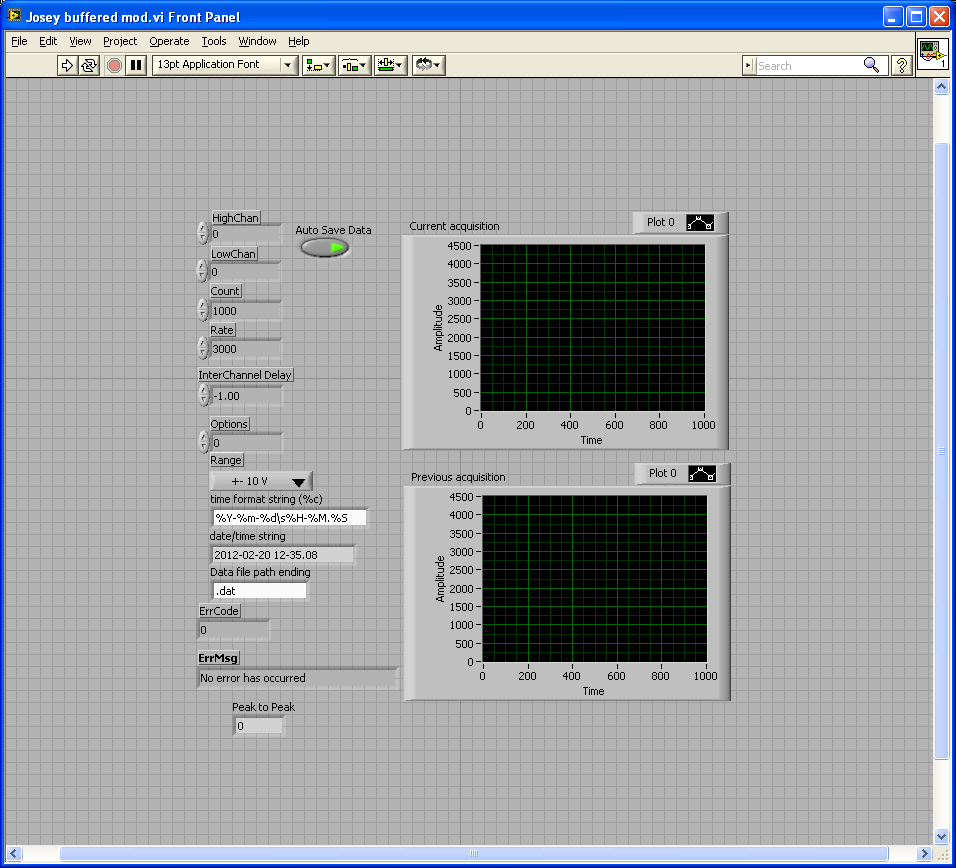 Josey buffered mod.vi Front Panel
File Edit View Project Operate Tools Window Help
13pt Application Font
Search
?
1
HighChan
0
Auto Save Data
LowChan
0
Count
1000
Rate
3000
InterChannel Delay
-1.00
Options
0
Range
+- 10 V
time format string (%c)
%Y-%m-%d\s%H-%M.%S
date/time string
2012-02-20 12-35.08
Data file path ending
.dat
ErrCode
0
ErrMsg
No error has occurred
Peak to Peak
0
Current acquisition
Plot 0
4500
4000
3500
3000
2500
2000
1500
1000
500
0
Amplitude
0 200 400 600 800 1000
Time
Previous acquisition
Plot 0
4500
4000
3500
3000
2500
2000
1500
1000
500
0
Amplitude
0 200 400 600 800 1000
Time